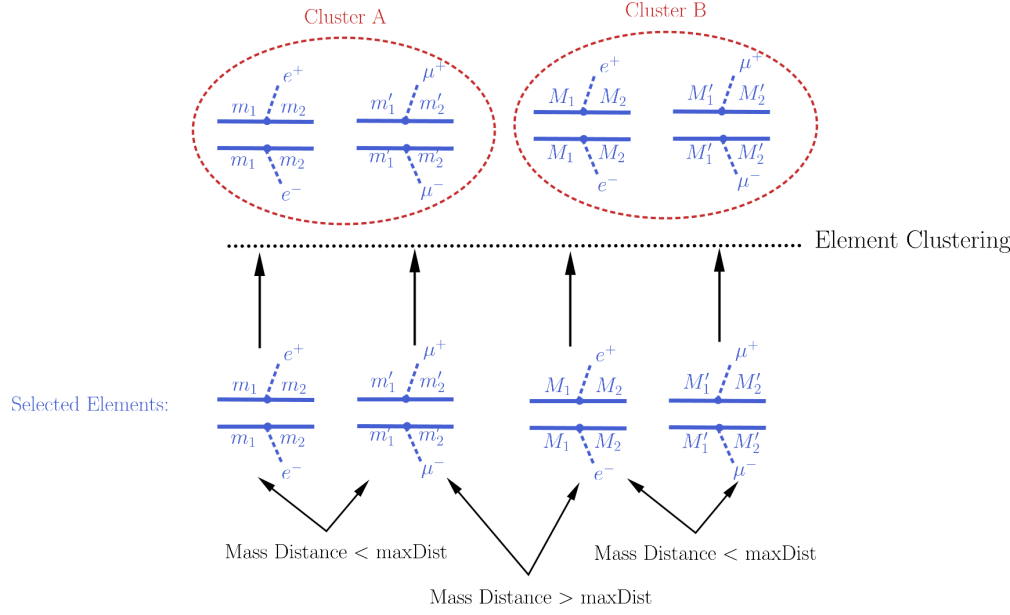 Cluster A
Cluster B
e⁺ μ⁺ e⁺ μ⁺
m₁ m₂ m′₁ m′₂ M₁ M₂ M′₁ M′₂
m₁ m₂ m′₁ m′₂ M₁ M₂ M′₁ M′₂
e⁻ μ⁻ e⁻ μ⁻
Element Clustering
e⁺ μ⁺ e⁺ μ⁺
m₁ m₂ m′₁ m′₂ M₁ M₂ M′₁ M′₂
Selected Elements:
m₁ m₂ m′₁ m′₂ M₁ M₂ M′₁ M′₂
e⁻ μ⁻ e⁻ μ⁻
Mass Distance < maxDist
Mass Distance < maxDist
Mass Distance > maxDist